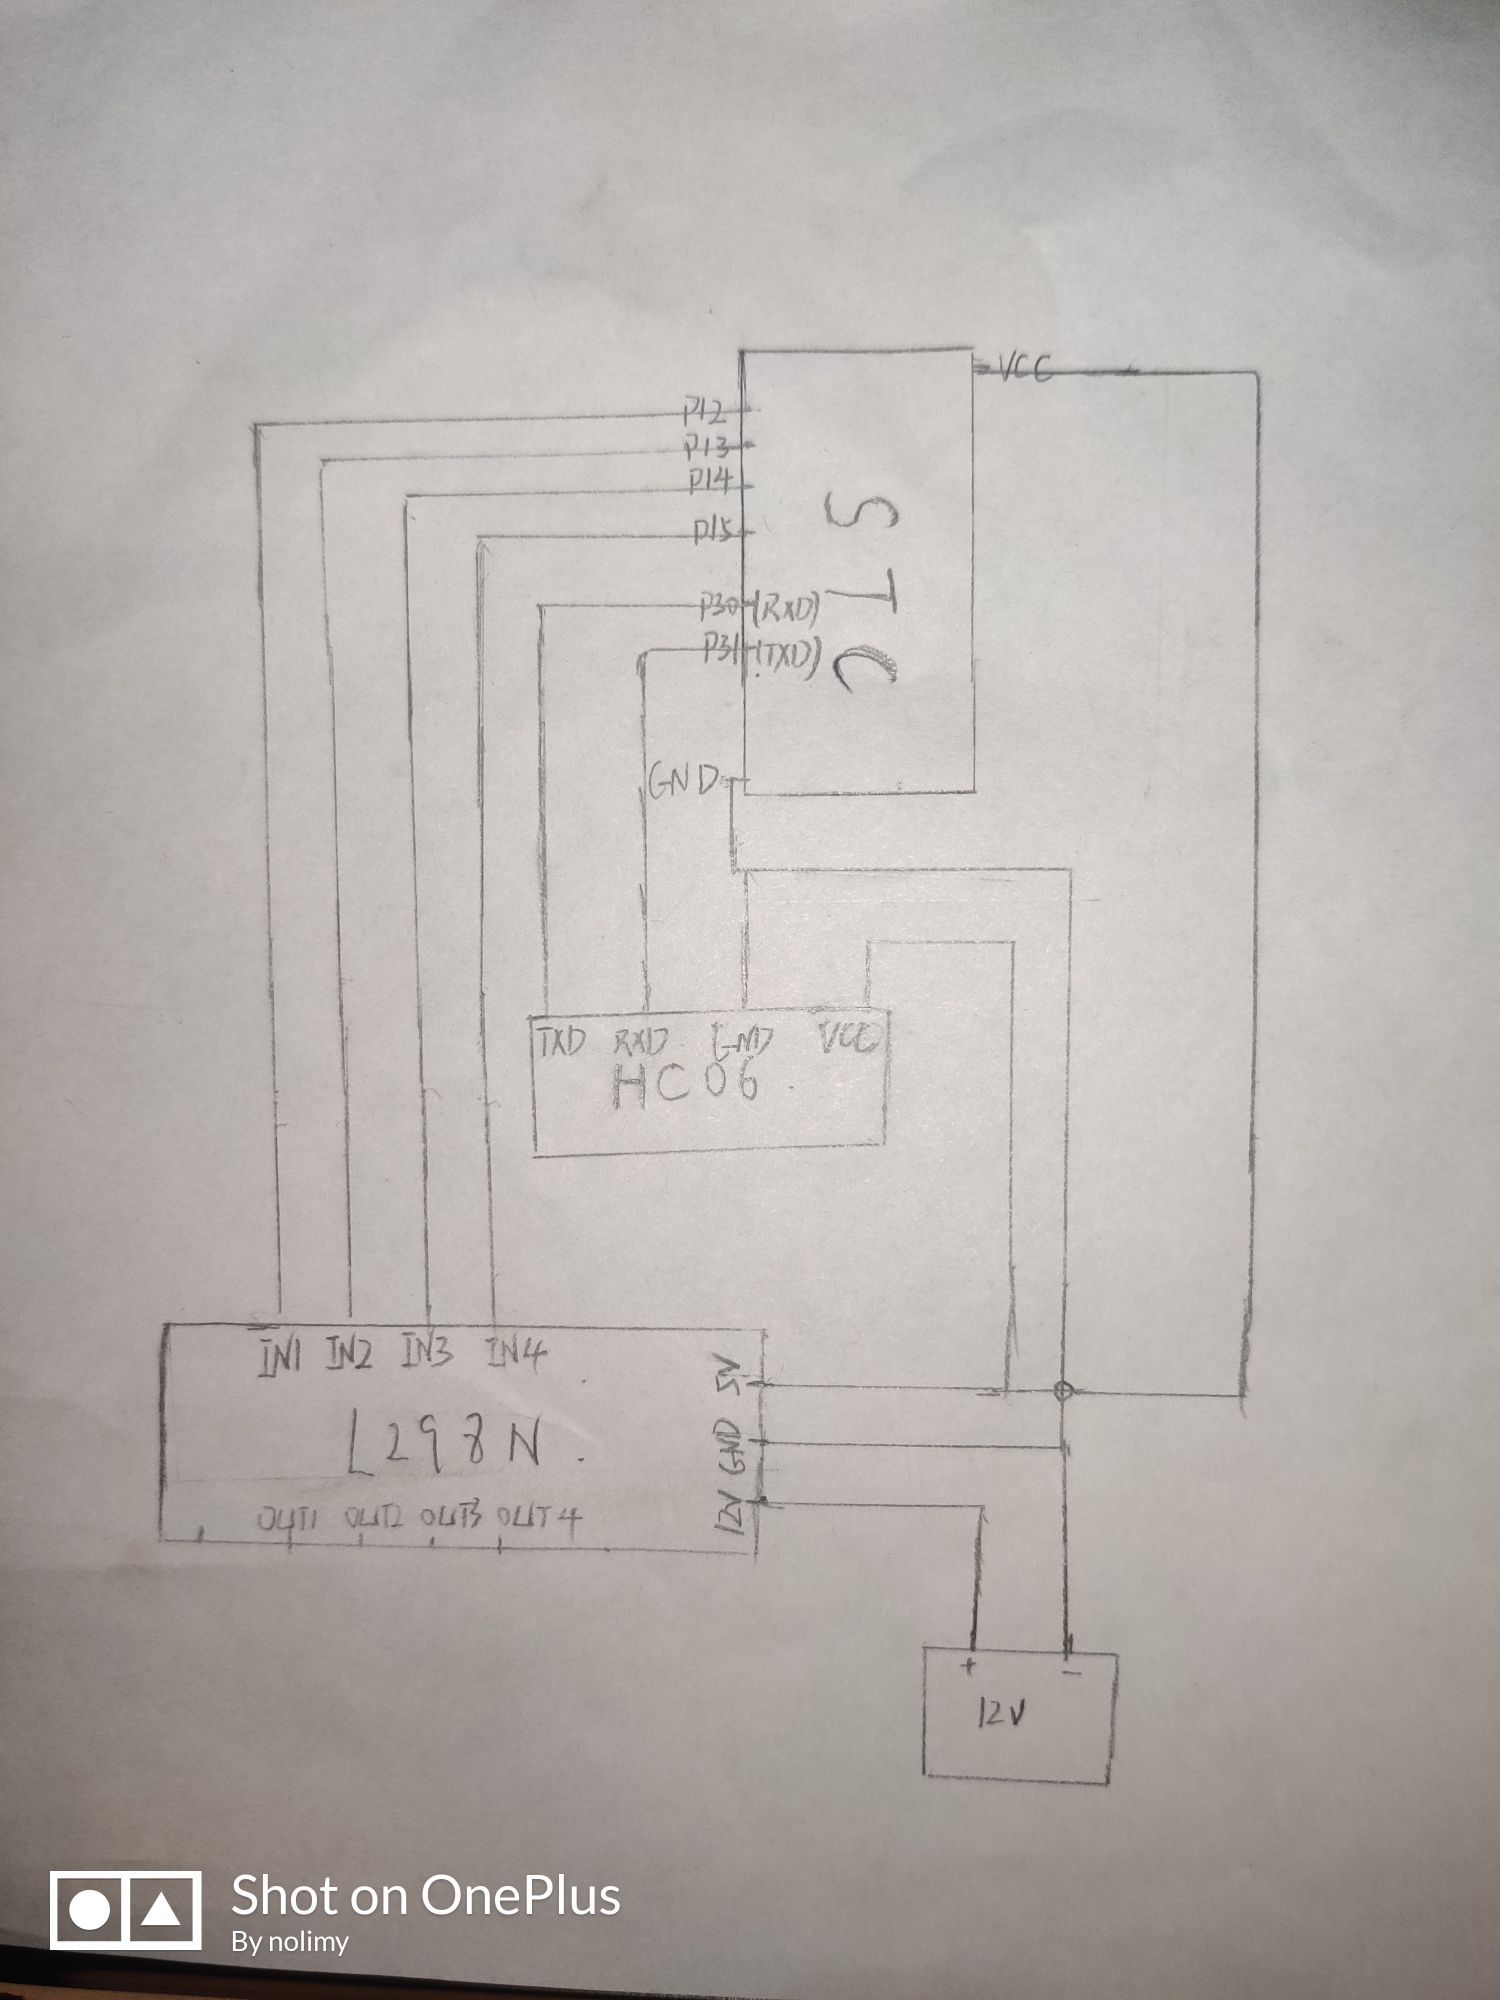 VCC
P12
P13
P14
P15
P30 (RXD)
P31 (TXD)
STC
GND
TXD RXD GND VCC
HC06
IN1 IN2 IN3 IN4
5V
GND
12V
L298N
OUT1 OUT2 OUT3 OUT4
+ -
12V
Shot on OnePlus
By nolimy